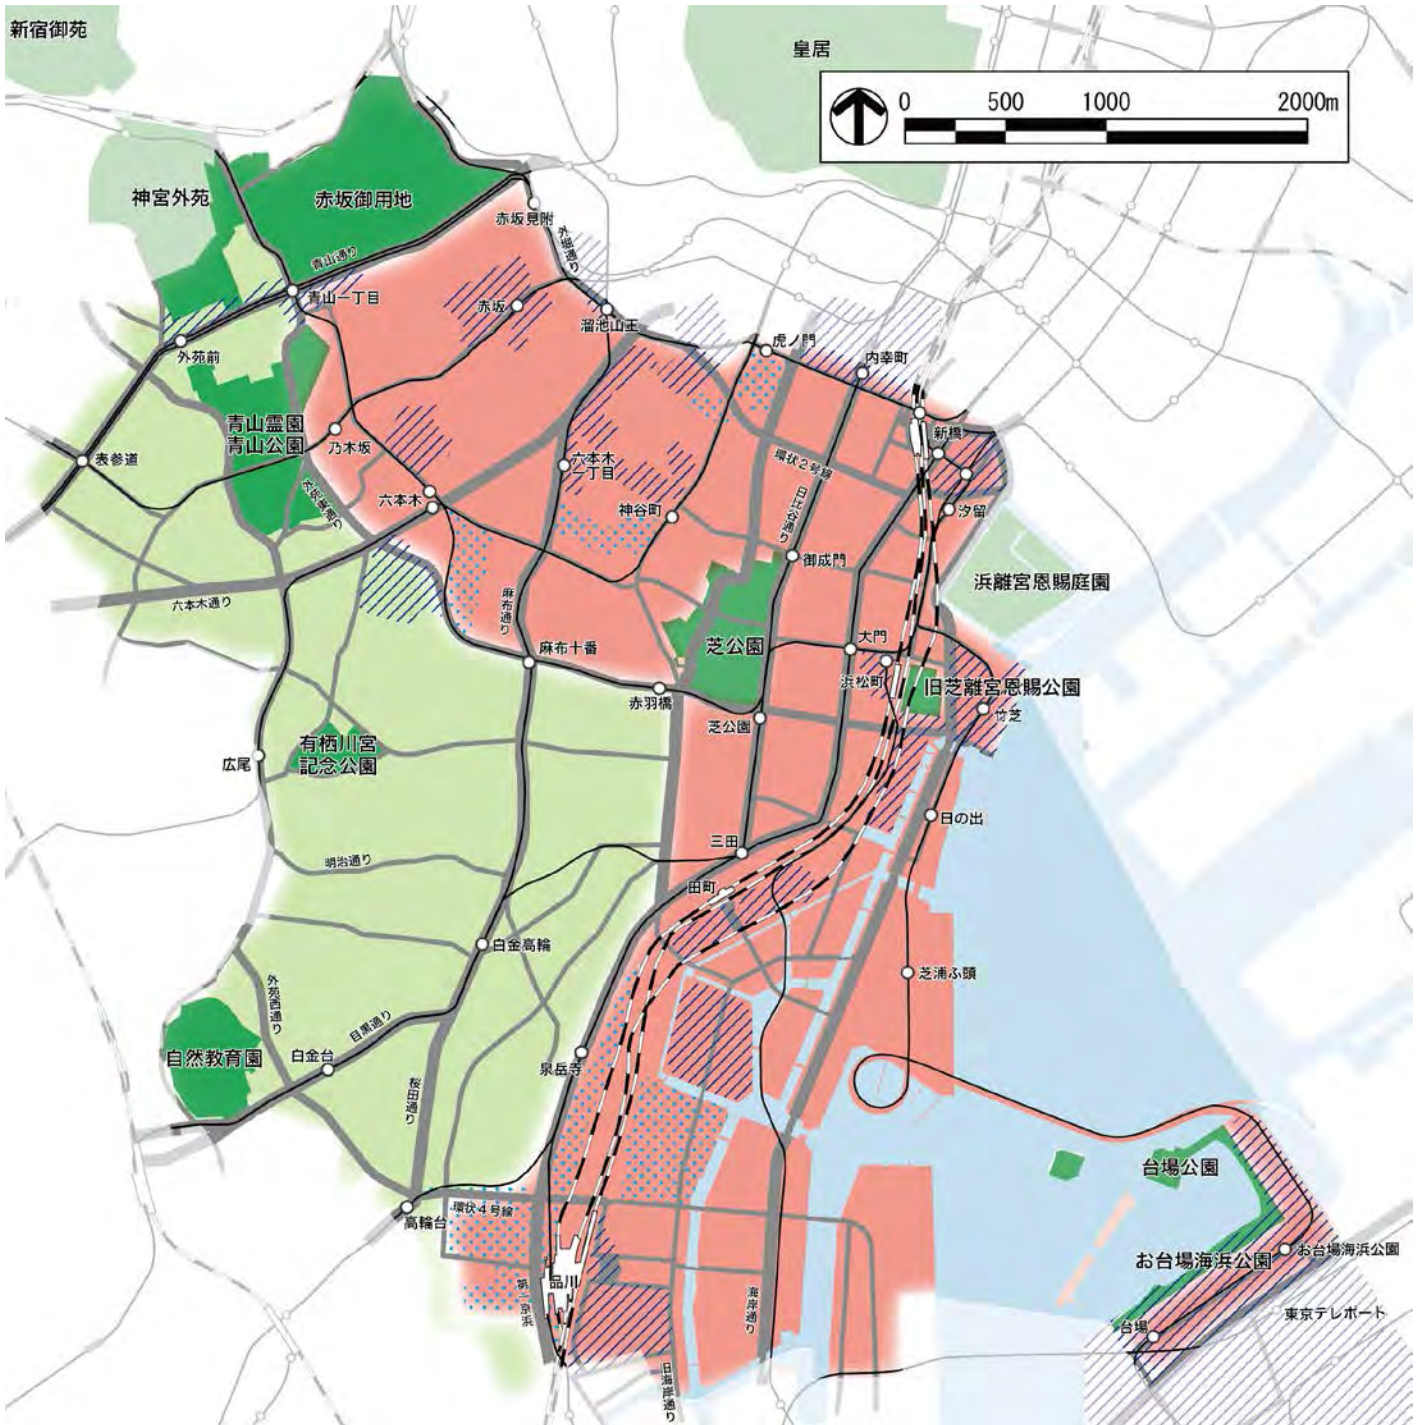 新宿御苑
皇居
0 500 1000 2000m
神宮外苑
赤坂御用地
赤坂見附
外堀通り
青山通り
青山一丁目
赤坂
溜池山王
外苑前
虎ノ門
内幸町
青山霊園
青山公園
乃木坂
新橋
表参道
六本木
一丁目
環状2号線
六本木
外苑東通り
神谷町
日比谷通り
汐留
御成門
浜離宮恩賜庭園
六本木通り
麻布通り
麻布十番
芝公園
大門
浜松町
旧芝離宮恩賜公園
赤羽橋
芝公園
竹芝
有栖川宮
記念公園
広尾
日の出
明治通り
三田
田町
白金高輪
芝浦ふ頭
外苑西通り
目黒通り
自然教育園
白金台
泉岳寺
桜田通り
台場公園
高輪台
環状4号線
品川
第一京浜
海岸通り
お台場海浜公園
お台場海浜公園
東京テレポート
台場
旧海岸通り